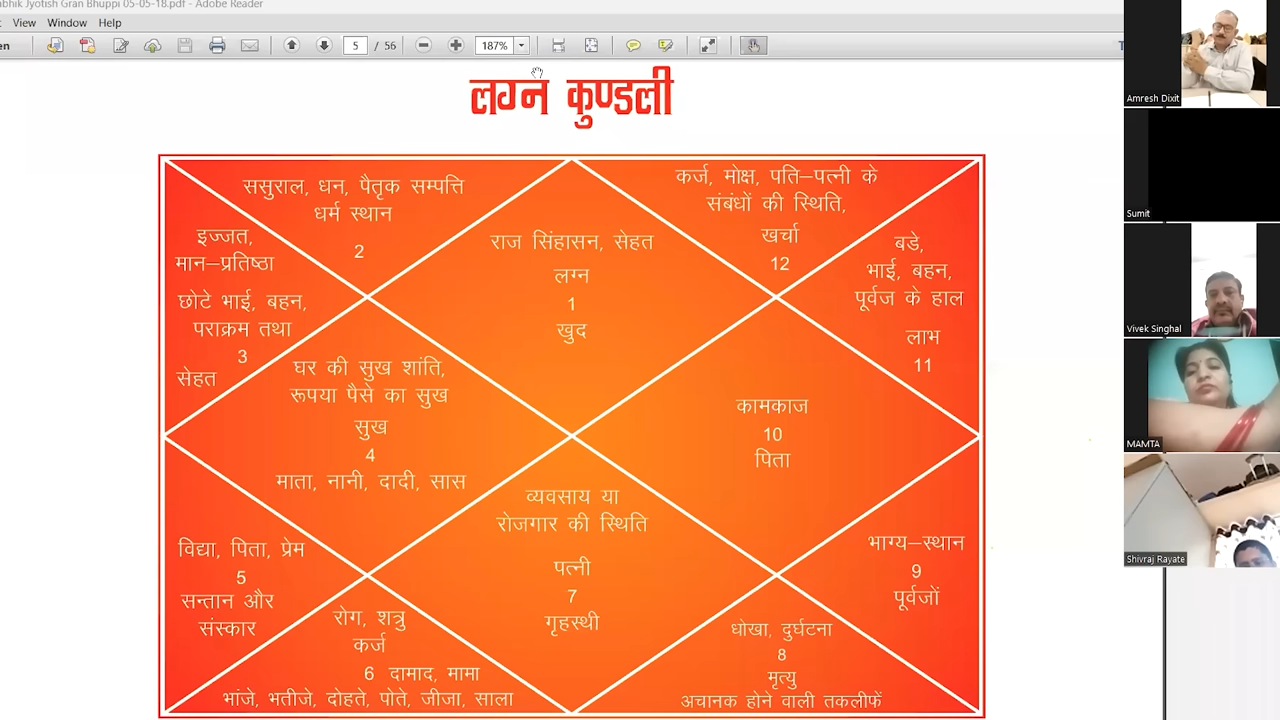 abhik Jyotish Gran Bhuppi 05-05-18.pdf - Adobe Reader
View Window Help
en 5 / 56 187%
लग्न कुण्डली
ससुराल, धन, पैतृक सम्पत्ति
धर्म स्थान
2
कर्ज, मोक्ष, पति–पत्नी के
संबंधों की स्थिति,
खर्चा
12
इज्जत,
मान–प्रतिष्ठा
छोटे भाई, बहन,
पराक्रम तथा
3
सेहत
राज सिंहासन, सेहत
लग्न
1
खुद
बडे,
भाई, बहन,
पूर्वज के हाल
लाभ
11
घर की सुख शांति,
रूपया पैसे का सुख
सुख
4
माता, नानी, दादी, सास
कामकाज
10
पिता
व्यवसाय या
रोजगार की स्थिति
पत्नी
7
गृहस्थी
विद्या, पिता, प्रेम
5
सन्तान और
संस्कार
भाग्य–स्थान
9
पूर्वजों
रोग, शत्रु
कर्ज
6 दामाद, मामा
भांजे, भतीजे, दोहते, पोते, जीजा, साला
धोखा, दुर्घटना
8
मृत्यु
अचानक होने वाली तकलीफें
Amresh Dixit
Sumit
Vivek Singhal
MAMTA
Shivraj Rayate